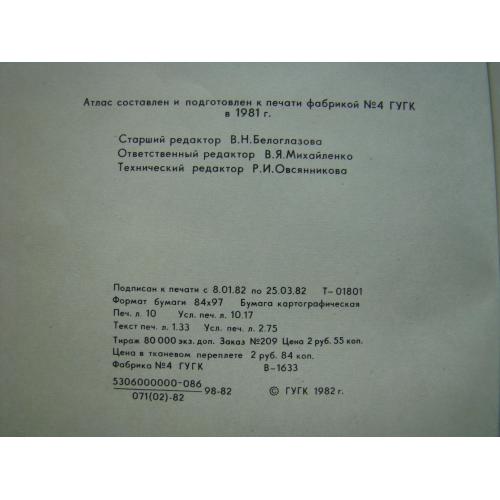 Атлас составлен и подготовлен к печати фабрикой №4 ГУГК
в 1981 г.
Старший редактор В.Н.Белоглазова
Ответственный редактор В.Я.Михайленко
Технический редактор Р.И.Овсянникова
Подписан к печати с 8.01.82 по 25.03.82 Т-01801
Формат бумаги 84х97 Бумага картографическая
Печ. л. 10 Усл. печ. л. 10.17
Текст печ. л. 1.33 Усл. печ. л. 2.75
Тираж 80 000 экз. доп. Заказ №209 Цена 2 руб. 55 коп.
Цена в тканевом переплете 2 руб. 84 коп.
Фабрика №4 ГУГК В-1633
5306000000-086
071(02)-82 98-82 © ГУГК 1982 г.